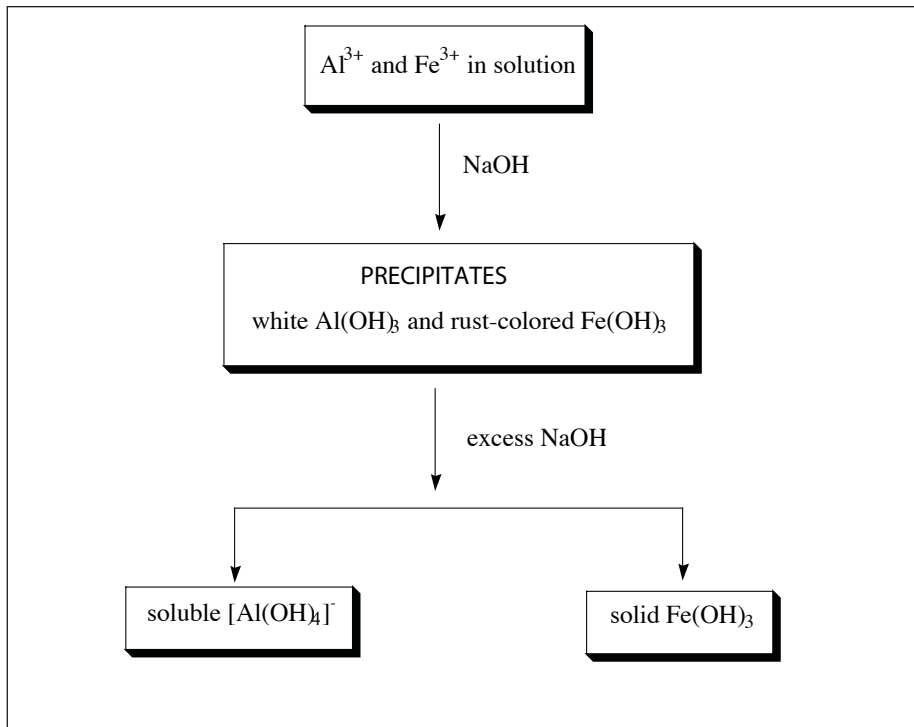 Al³⁺ and Fe³⁺ in solution
NaOH
PRECIPITATES
white Al(OH)₃ and rust-colored Fe(OH)₃
excess NaOH
soluble [Al(OH)₄]⁻
solid Fe(OH)₃